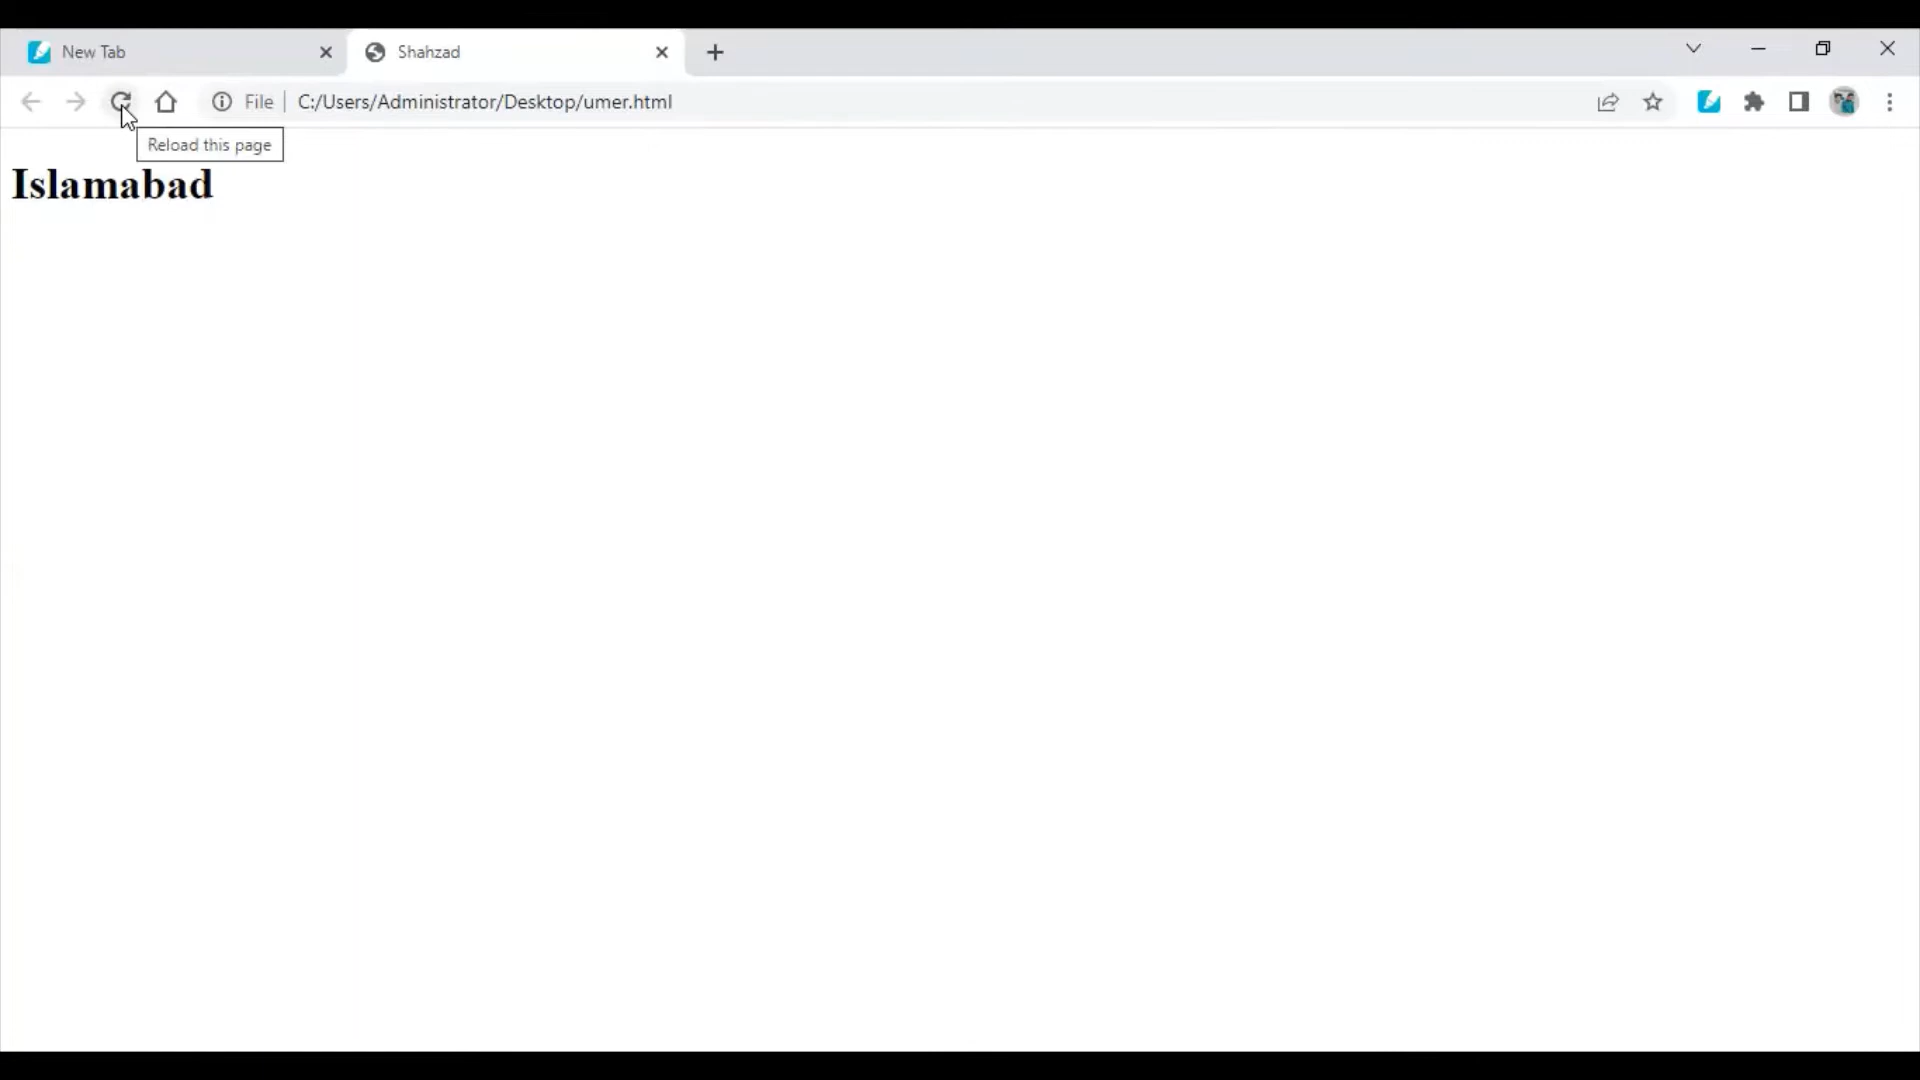 New Tab
Shahzad
File
C:/Users/Administrator/Desktop/umer.html
Reload this page
Islamabad